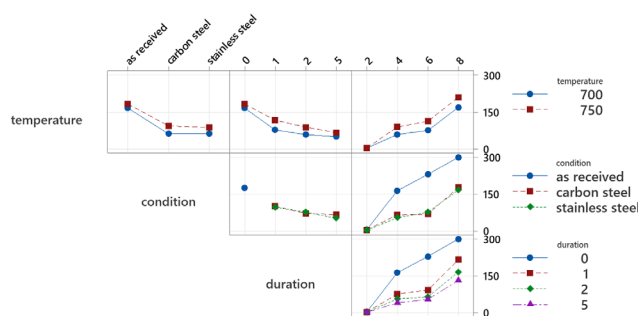 as received
carbon steel
stainless steel
0 1 2 5
2 4 6 8
temperature
300
150
0
temperature
700
750
condition
300
150
0
condition
as received
carbon steel
stainless steel
duration
300
150
0
duration
0
1
2
5